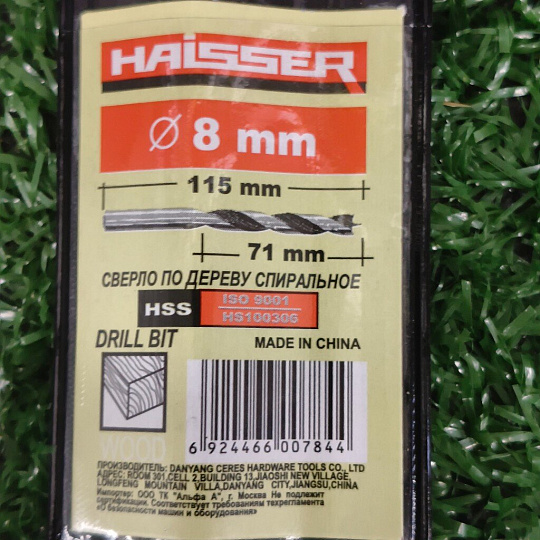 HAISSER
Ø 8 mm
115 mm
71 mm
СВЕРЛО ПО ДЕРЕВУ СПИРАЛЬНОЕ
HSS
ISO 9001
HS100306
DRILL BIT
MADE IN CHINA
WOOD
6 924466 007844
ПРОИЗВОДИТЕЛЬ: DANYANG CERES HARDWARE TOOLS CO., LTD
АДРЕС: ROOM 301,CELL 2,BUILDING 13,JIAOSHI NEW VILLAGE,
LONGFENG MOUNTAIN VILLA,DANYANG CITY,JIANGSU,CHINA
Импортер: ООО ТК "Альфа А", г. Москва Не подлежит
сертификации. Соответствует требованиям техрегламента
«О безопасности машин и оборудования»